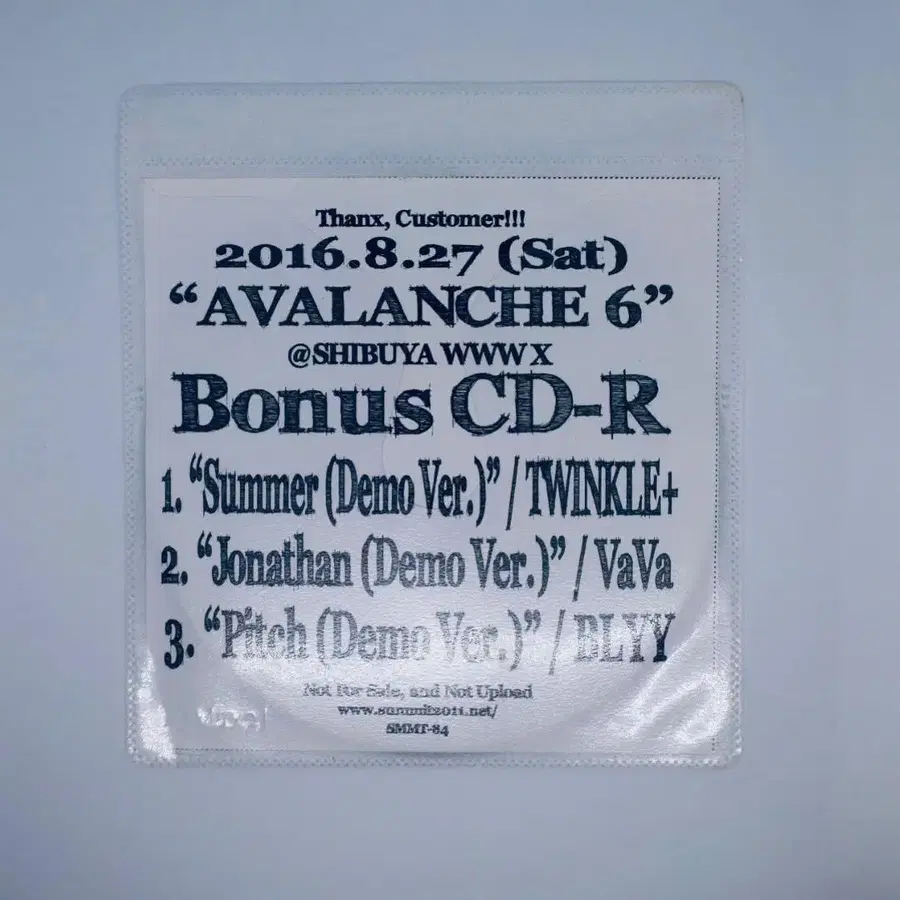 Thanx, Customer!!!
2016.8.27 (Sat)
“AVALANCHE 6”
@SHIBUYA WWW X
Bonus CD-R
1. “Summer (Demo Ver.)” / TWINKLE+
2. “Jonathan (Demo Ver.)” / VaVa
3. “Pitch (Demo Ver.)” / BLYY
Not For Sale, and Not Upload
www.summit2011.net/
SMMT-84